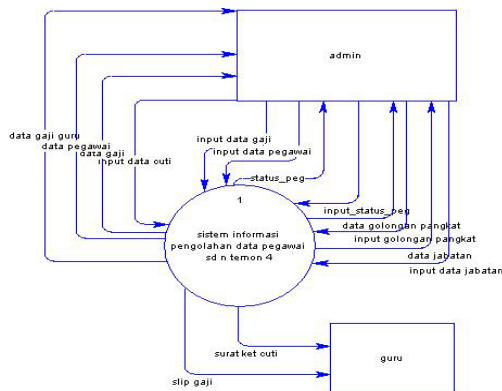 admin
data gaji guru
data pegawai
data gaji
input data cuti
input data gaji
input data pegawai
status_peg
1
sistem informasi
pengolahan data pegawai
sd n temon 4
input_status_peg
data golongan pangkat
input golongan pangkat
data jabatan
input data jabatan
surat ket cuti
guru
slip gaji